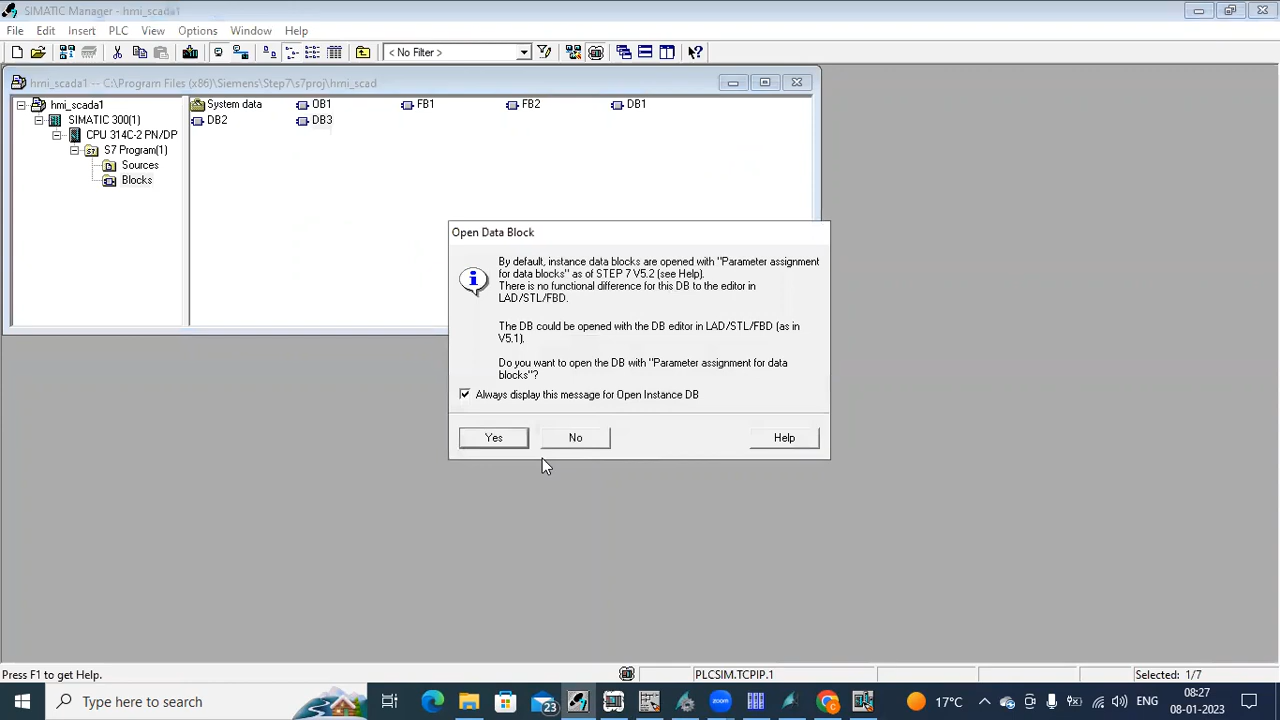 SIMATIC Manager - hmi_scada1
File Edit Insert PLC View Options Window Help
< No Filter >
hmi_scada1 -- C:\Program Files (x86)\Siemens\Step7\s7proj\hmi_scad
hmi_scada1
SIMATIC 300(1)
CPU 314C-2 PN/DP
S7 Program(1)
Sources
Blocks
System data OB1 FB1 FB2 DB1
DB2 DB3
Open Data Block
By default, instance data blocks are opened with "Parameter assignment
for data blocks" as of STEP 7 V5.2 (see Help).
There is no functional difference for this DB to the editor in
LAD/STL/FBD.
The DB could be opened with the DB editor in LAD/STL/FBD (as in
V5.1).
Do you want to open the DB with "Parameter assignment for data
blocks"?
Always display this message for Open Instance DB
Yes No Help
Press F1 to get Help. PLCSIM.TCPIP.1 Selected: 1/7
Type here to search 23 zoom 17°C ENG 08:27
08-01-2023